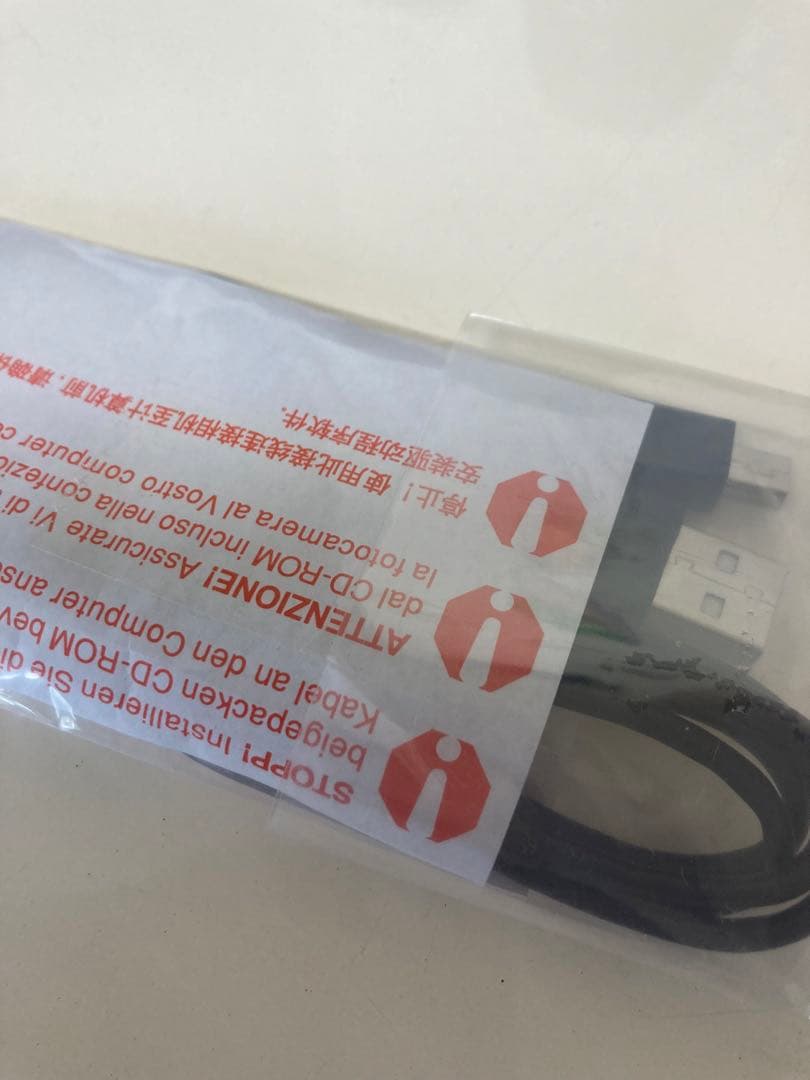 STOPP! Installieren Sie di
beigepacken CD-ROM bev
Kabel an den Computer ansc
ATTENZIONE! Assicurate Vi di
dal CD-ROM incluso nella confezio
la fotocamera al Vostro computer co
停止! 使用此接线连接相机至计算机前, 请确
安装驱动程序软件.